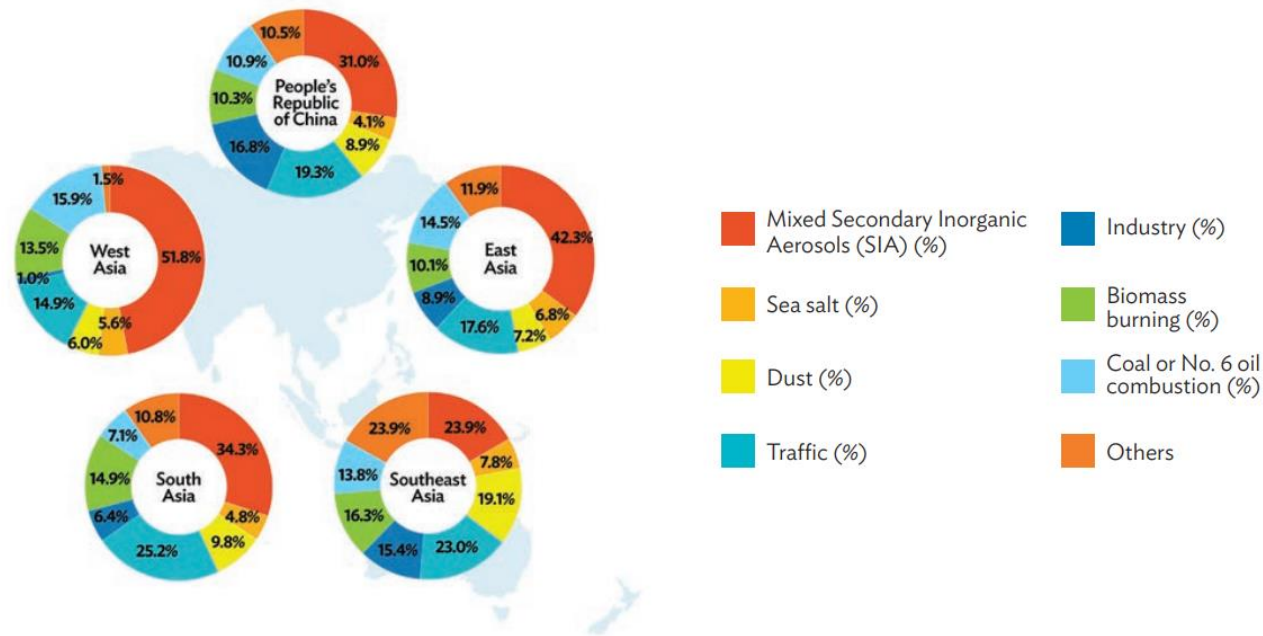 10.5%
31.0%
10.9%
People's
Republic
of China
10.3%
4.1%
16.8%
8.9%
19.3%
1.5%
15.9%
13.5%
West
Asia
51.8%
1.0%
14.9%
5.6%
6.0%
11.9%
14.5%
42.3%
East
Asia
10.1%
8.9%
6.8%
17.6%
7.2%
10.8%
7.1%
34.3%
14.9%
South
Asia
6.4%
4.8%
9.8%
25.2%
23.9%
23.9%
7.8%
13.8%
Southeast
Asia
19.1%
16.3%
15.4%
23.0%
Mixed Secondary Inorganic
Aerosols (SIA) (%)
Sea salt (%)
Dust (%)
Traffic (%)
Industry (%)
Biomass
burning (%)
Coal or No. 6 oil
combustion (%)
Others